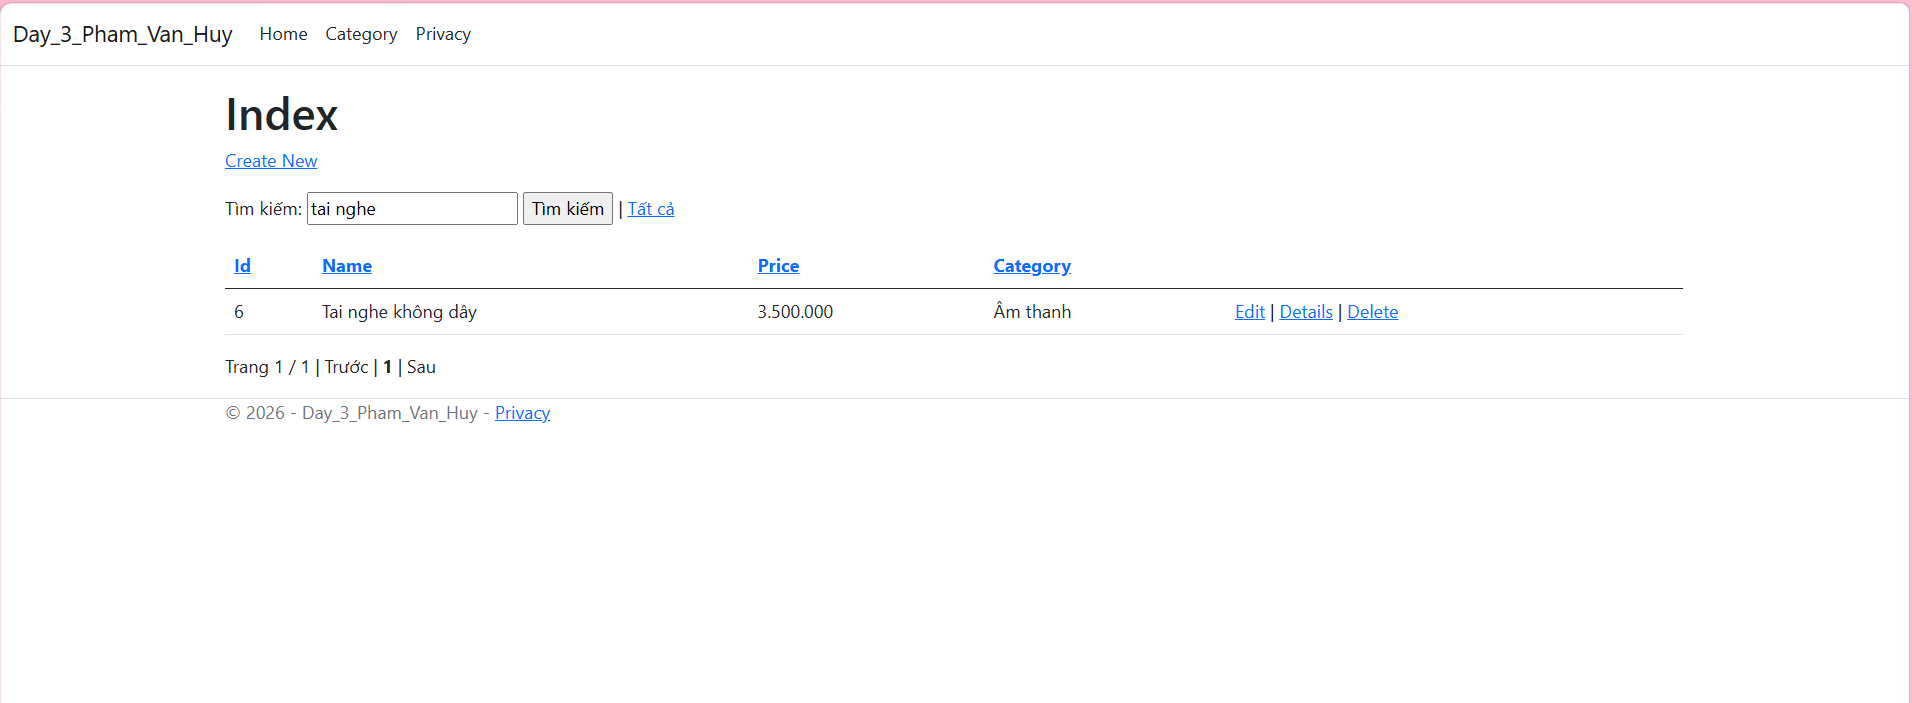 Day_3_Pham_Van_Huy Home Category Privacy
Index
Create New
Tìm kiếm: tai nghe Tìm kiếm | Tất cả
Id Name Price Category
6 Tai nghe không dây 3.500.000 Âm thanh Edit | Details | Delete
Trang 1 / 1 | Trước | 1 | Sau
© 2026 - Day_3_Pham_Van_Huy - Privacy